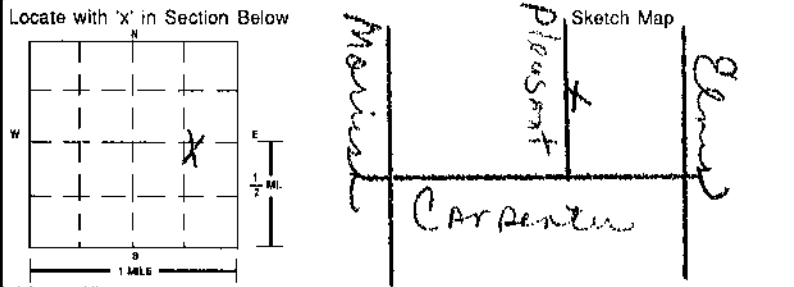 Locate with 'x' in Section Below
N
W
E
1/2 MI.
S
1 MILE
X
Sketch Map
Pleasant
x
Carpenter